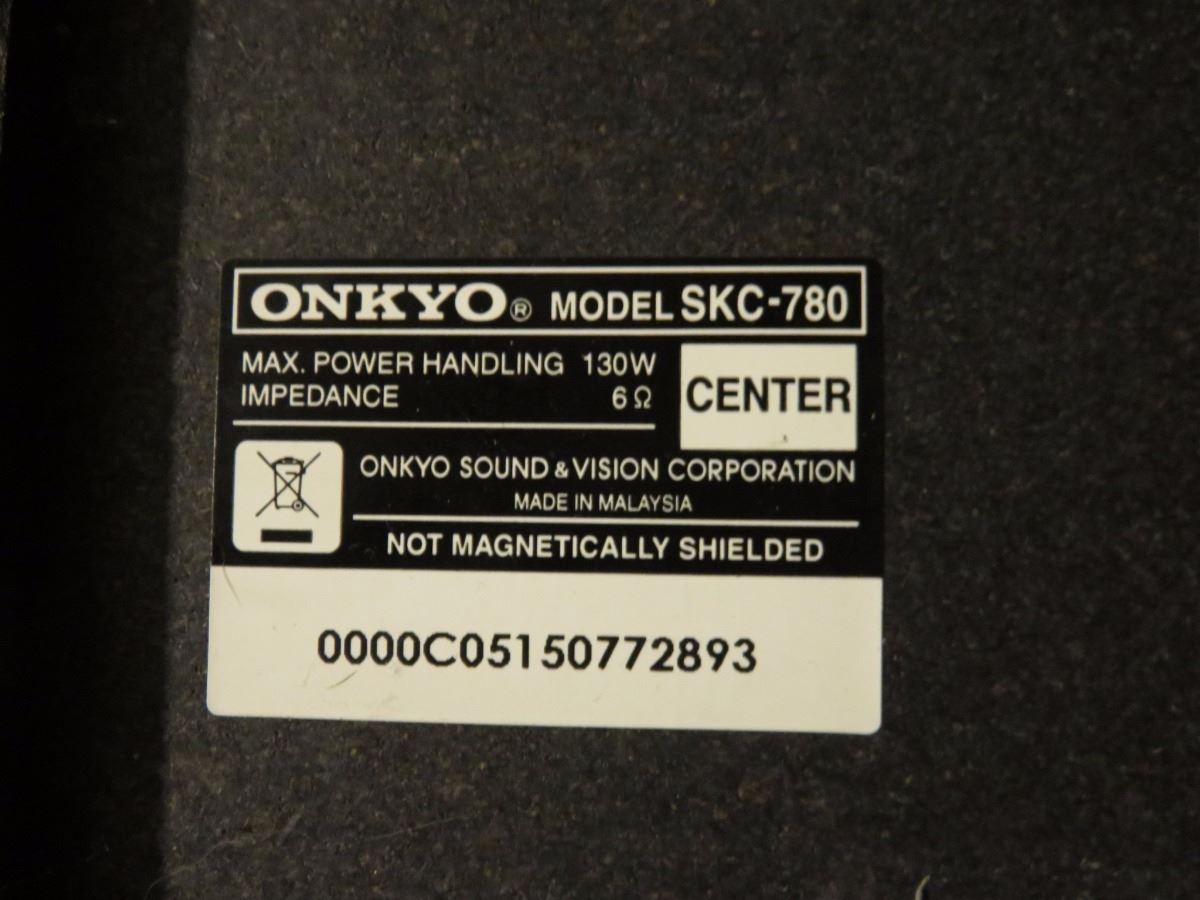 ONKYO® MODEL SKC-780
MAX. POWER HANDLING 130W
IMPEDANCE 6Ω
CENTER
ONKYO SOUND & VISION CORPORATION
MADE IN MALAYSIA
NOT MAGNETICALLY SHIELDED
0000C05150772893